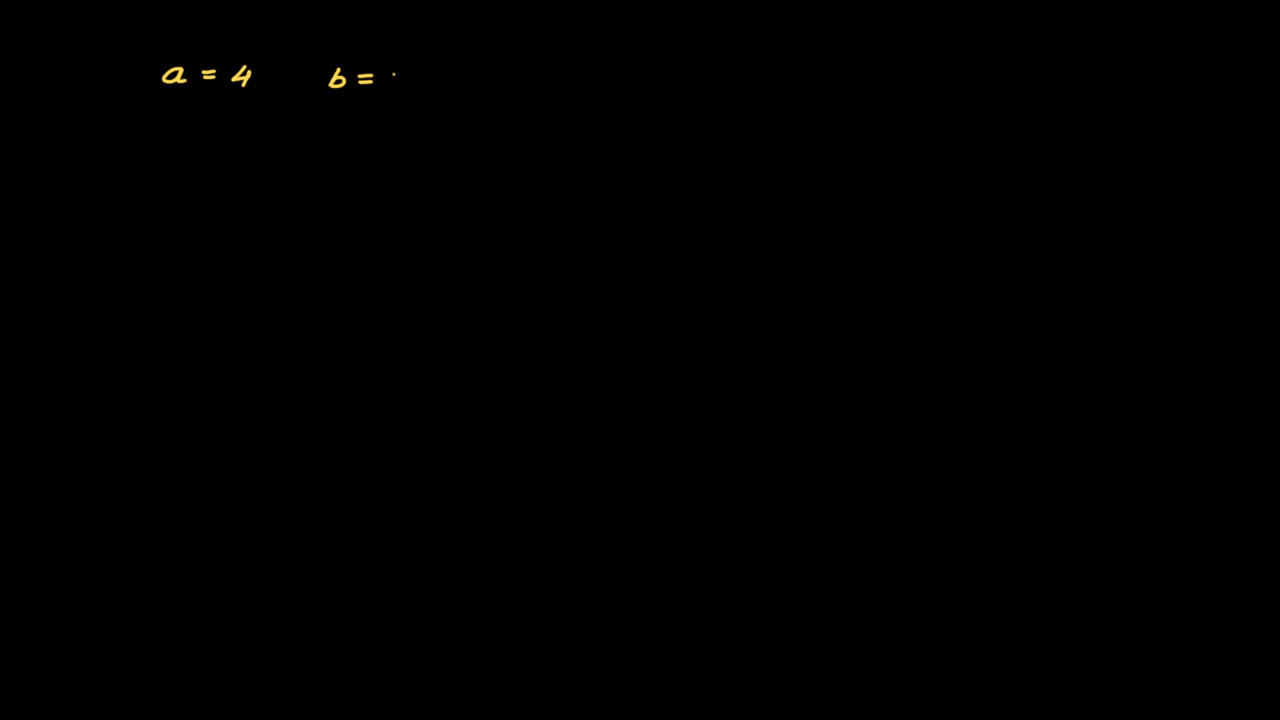 a = 4 b =